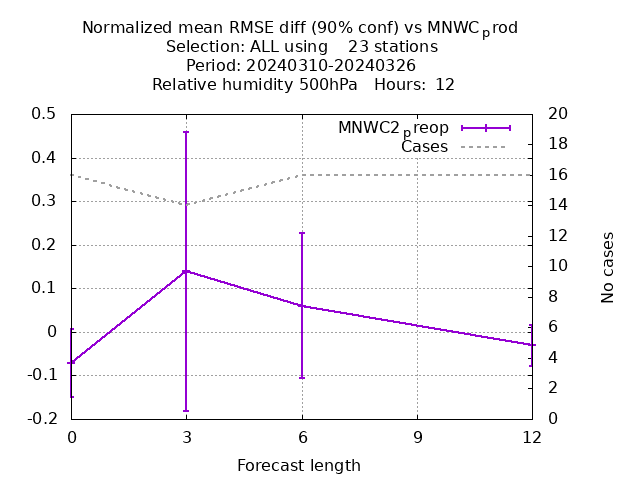 Normalized mean RMSE diff (90% conf) vs MNWCprod
Selection: ALL using    23 stations
Period: 20240310-20240326
Relative humidity 500hPa   Hours:  12
0.5
0.4
0.3
0.2
0.1
0
-0.1
-0.2
20
18
16
14
12
10
8
6
4
2
0
MNWC2preop
Cases
No cases
0 3 6 9 12
Forecast length